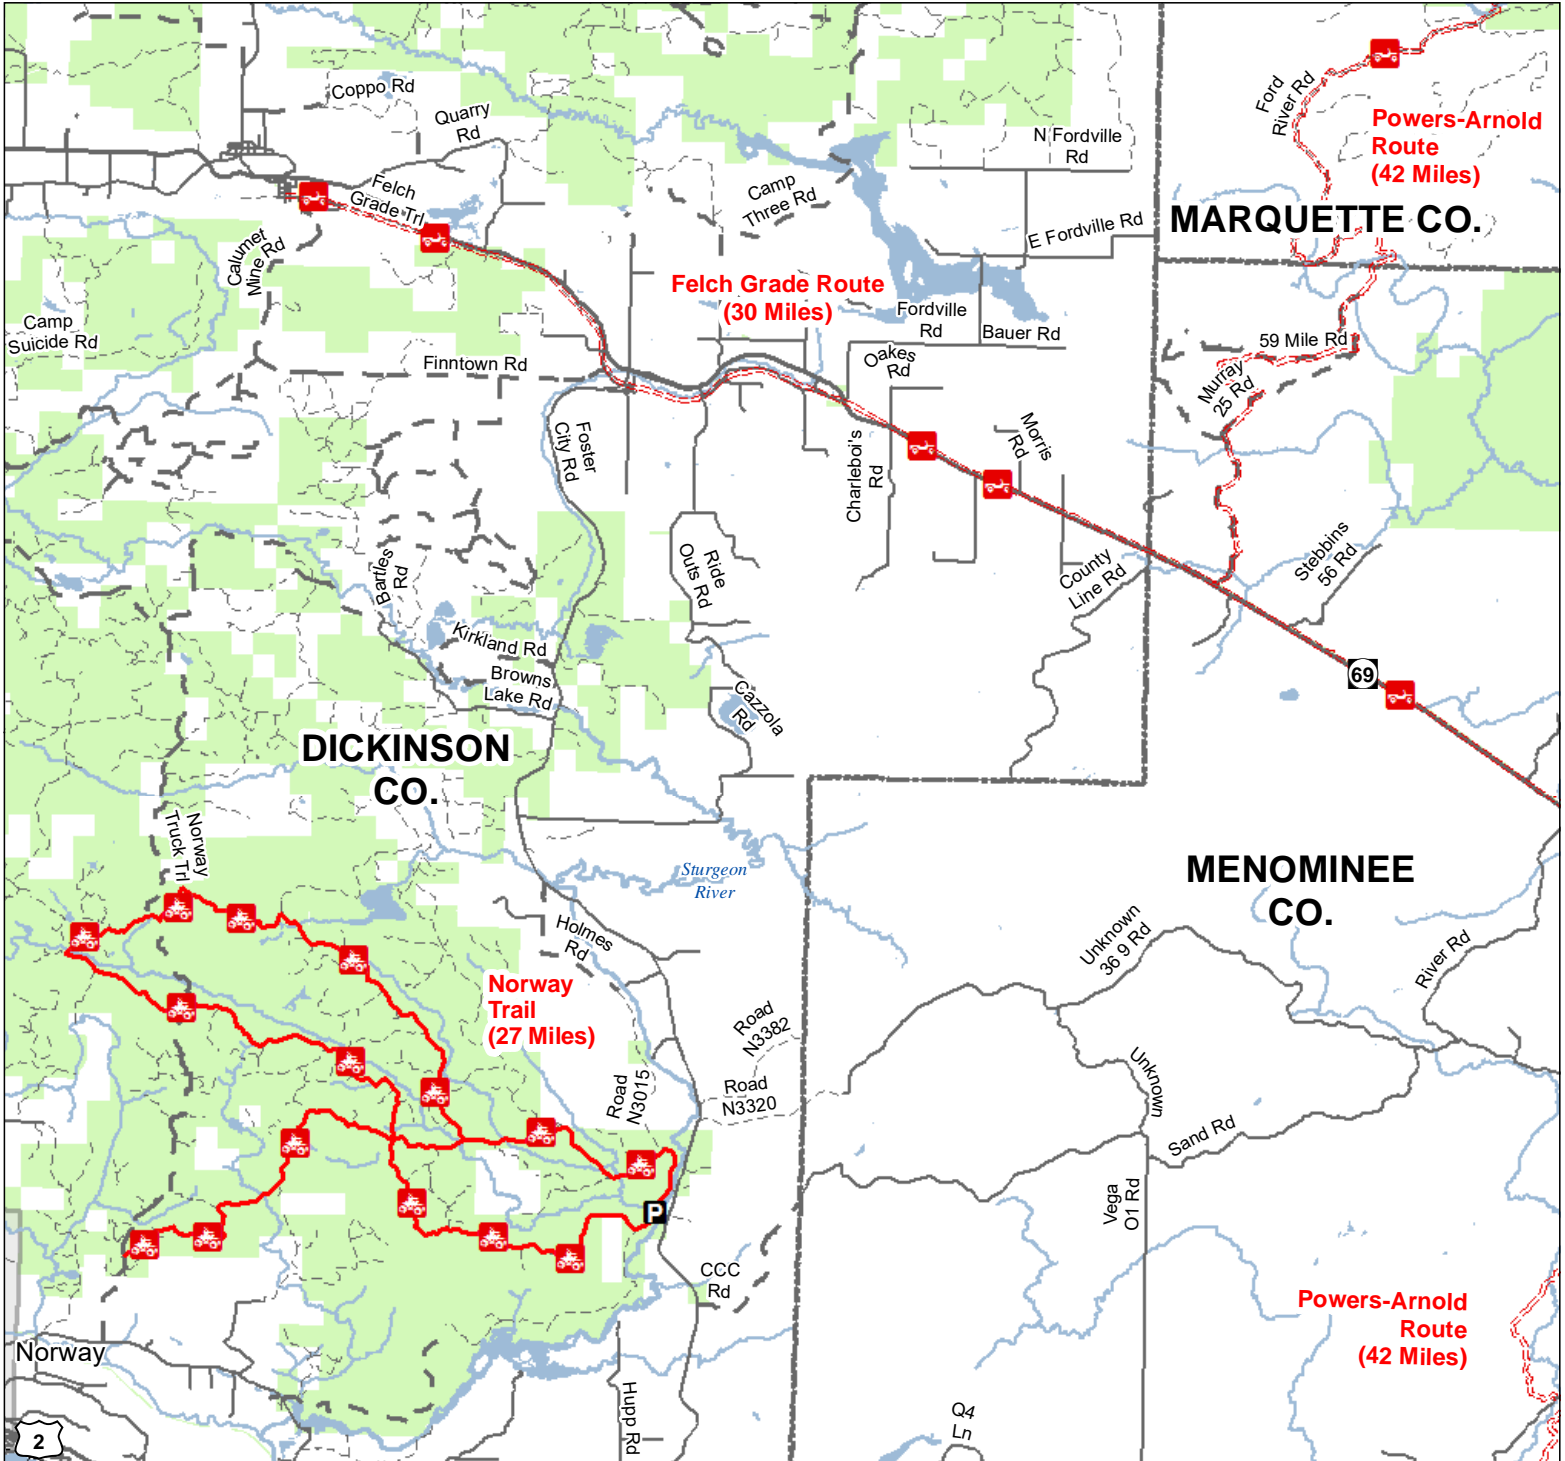 Coppo Rd
Quarry
Rd
Ford
River Rd
Powers-Arnold
Route
(42 Miles)
N Fordville
Rd
Felch
Grade Trl
Camp
Three Rd
MARQUETTE CO.
E Fordville Rd
Calumet
Mine Rd
Felch Grade Route
(30 Miles)
Fordville
Rd
Bauer Rd
Camp
Suicide Rd
59 Mile Rd
Finntown Rd
Oakes
Rd
Murray
25 Rd
Foster
City Rd
Charleboi's
Rd
Morris
Rd
Bartles
Rd
Ride
Outs Rd
County
Line Rd
Stebbins
56 Rd
Kirkland Rd
Browns
Lake Rd
69
Cazzola
Rd
DICKINSON
CO.
Norway
Truck Trl
Sturgeon
River
MENOMINEE
CO.
Holmes
Rd
Unknown
36 9 Rd
River Rd
Norway
Trail
(27 Miles)
Road
N3382
Road
N3015
Road
N3320
Unknown
Sand Rd
Vega
O1 Rd
P
CCC
Rd
Powers-Arnold
Route
(42 Miles)
Norway
Hupp Rd
Q4
Ln
2